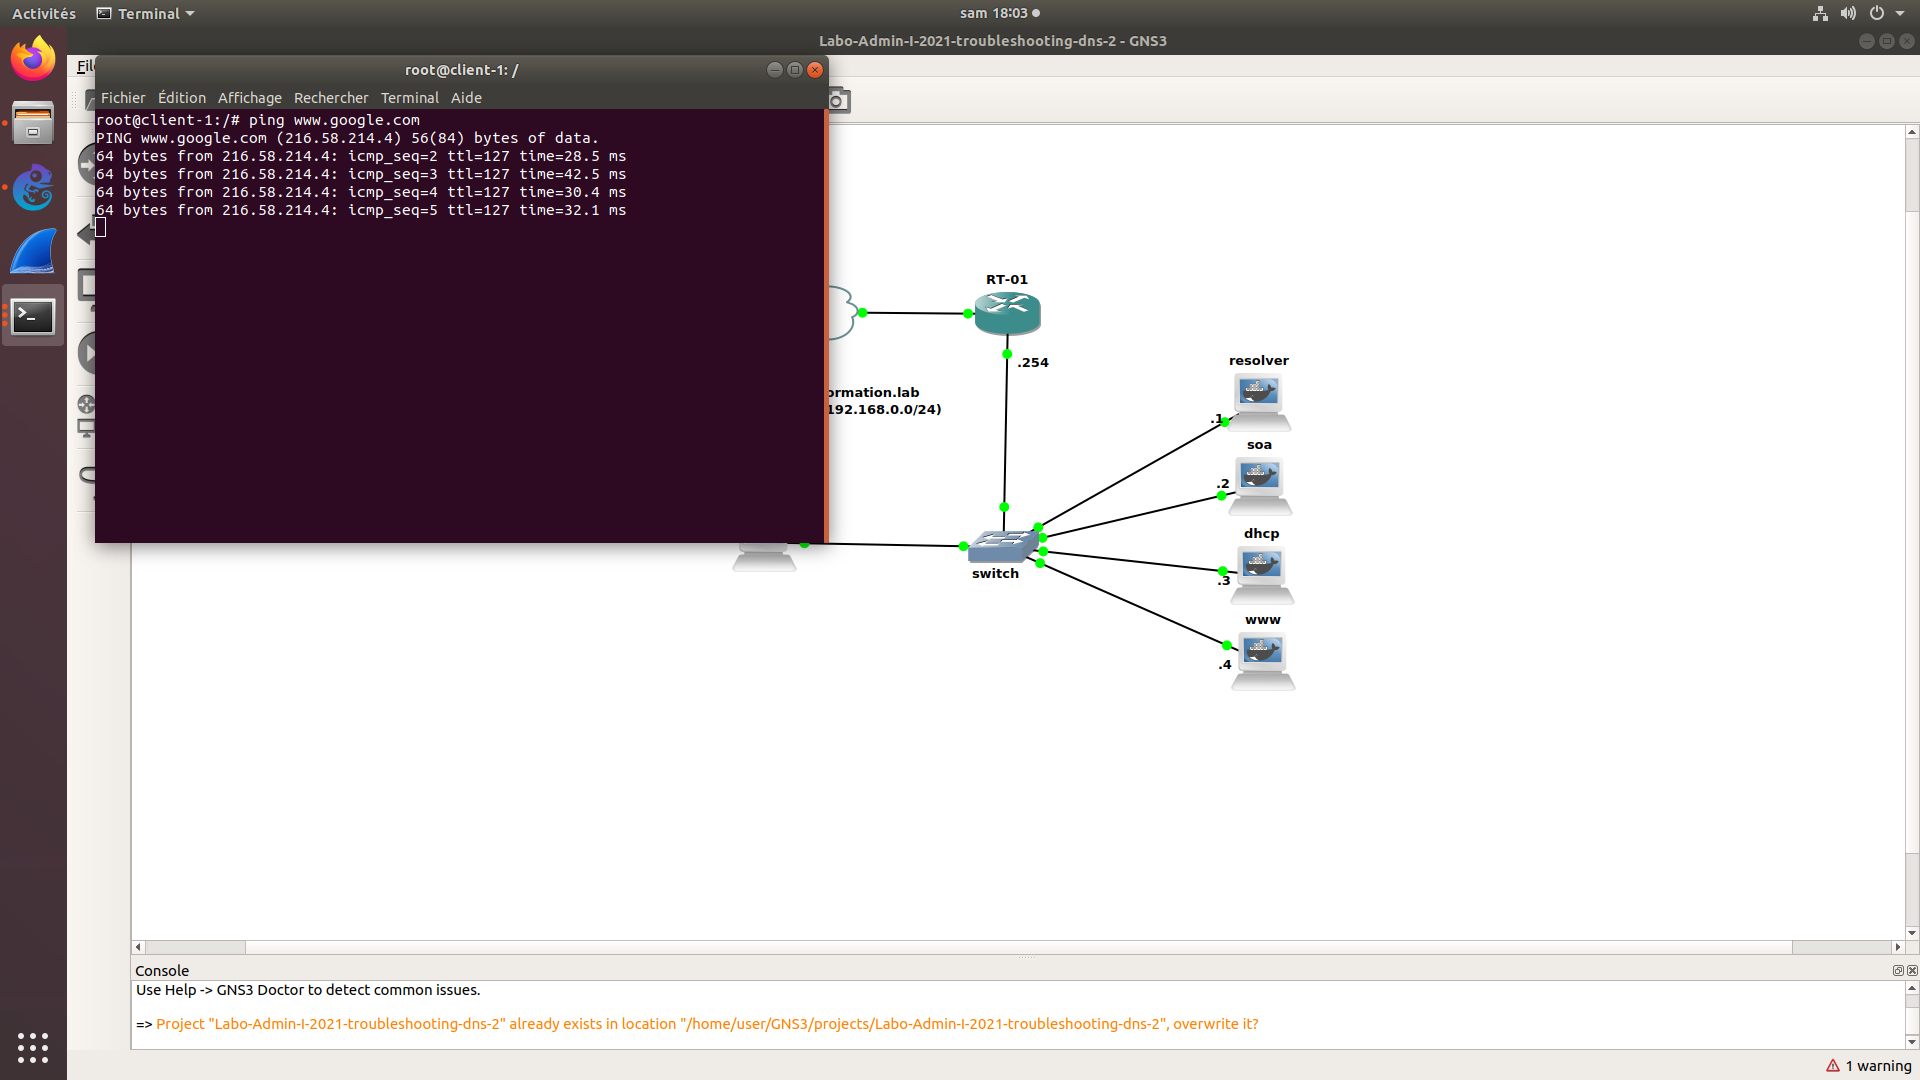 Activités
Terminal
sam 18:03
Labo-Admin-I-2021-troubleshooting-dns-2 - GNS3
File
root@client-1: /
Fichier Édition Affichage Rechercher Terminal Aide
root@client-1:/# ping www.google.com
PING www.google.com (216.58.214.4) 56(84) bytes of data.
64 bytes from 216.58.214.4: icmp_seq=2 ttl=127 time=28.5 ms
64 bytes from 216.58.214.4: icmp_seq=3 ttl=127 time=42.5 ms
64 bytes from 216.58.214.4: icmp_seq=4 ttl=127 time=30.4 ms
64 bytes from 216.58.214.4: icmp_seq=5 ttl=127 time=32.1 ms
RT-01
.254
ormation.lab
192.168.0.0/24)
resolver
.1
soa
.2
dhcp
.3
www
.4
switch
Console
Use Help -> GNS3 Doctor to detect common issues.
=> Project "Labo-Admin-I-2021-troubleshooting-dns-2" already exists in location "/home/user/GNS3/projects/Labo-Admin-I-2021-troubleshooting-dns-2", overwrite it?
1 warning